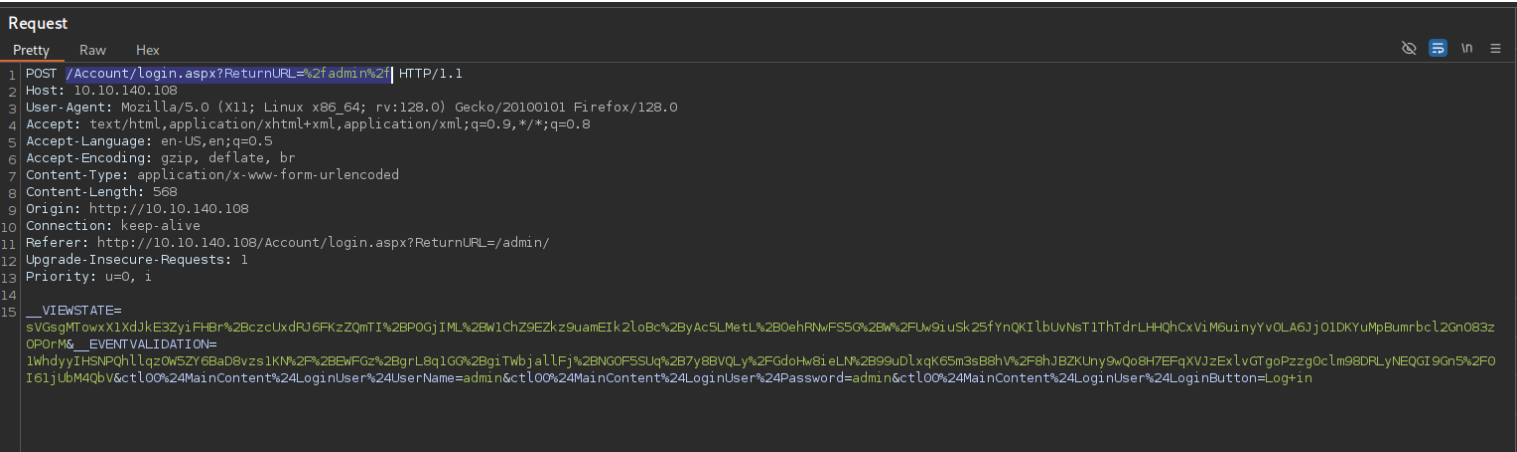 Request
Pretty Raw Hex
\n
1 POST /Account/login.aspx?ReturnURL=%2fadmin%2f HTTP/1.1
2 Host: 10.10.140.108
3 User-Agent: Mozilla/5.0 (X11; Linux x86_64; rv:128.0) Gecko/20100101 Firefox/128.0
4 Accept: text/html,application/xhtml+xml,application/xml;q=0.9,*/*;q=0.8
5 Accept-Language: en-US,en;q=0.5
6 Accept-Encoding: gzip, deflate, br
7 Content-Type: application/x-www-form-urlencoded
8 Content-Length: 568
9 Origin: http://10.10.140.108
10 Connection: keep-alive
11 Referer: http://10.10.140.108/Account/login.aspx?ReturnURL=/admin/
12 Upgrade-Insecure-Requests: 1
13 Priority: u=0, i
14
15 __VIEWSTATE=
&__EVENTVALIDATION=
I61jUbM4QbV&ctl00%24MainContent%24LoginUser%24UserName=admin&ctl00%24MainContent%24LoginUser%24Password=admin&ctl00%24MainContent%24LoginUser%24LoginButton=Log+in